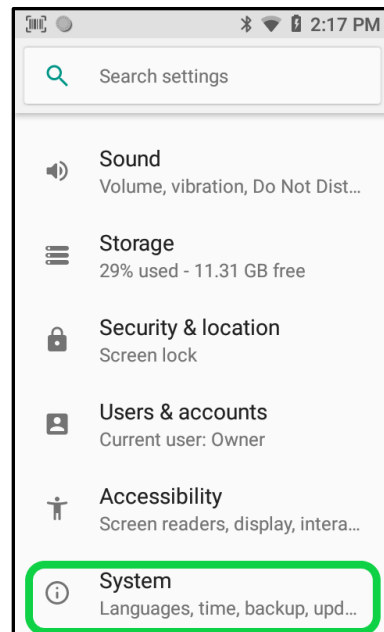 2:17 PM
Search settings
Sound
Volume, vibration, Do Not Dist...
Storage
29% used - 11.31 GB free
Security & location
Screen lock
Users & accounts
Current user: Owner
Accessibility
Screen readers, display, intera...
System
Languages, time, backup, upd...